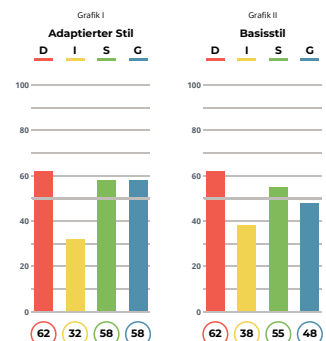 Grafik I
Adaptierter Stil
D I S G
100
80
60
40
20
0
62 32 58 58
Grafik II
Basisstil
D I S G
100
80
60
40
20
0
62 38 55 48